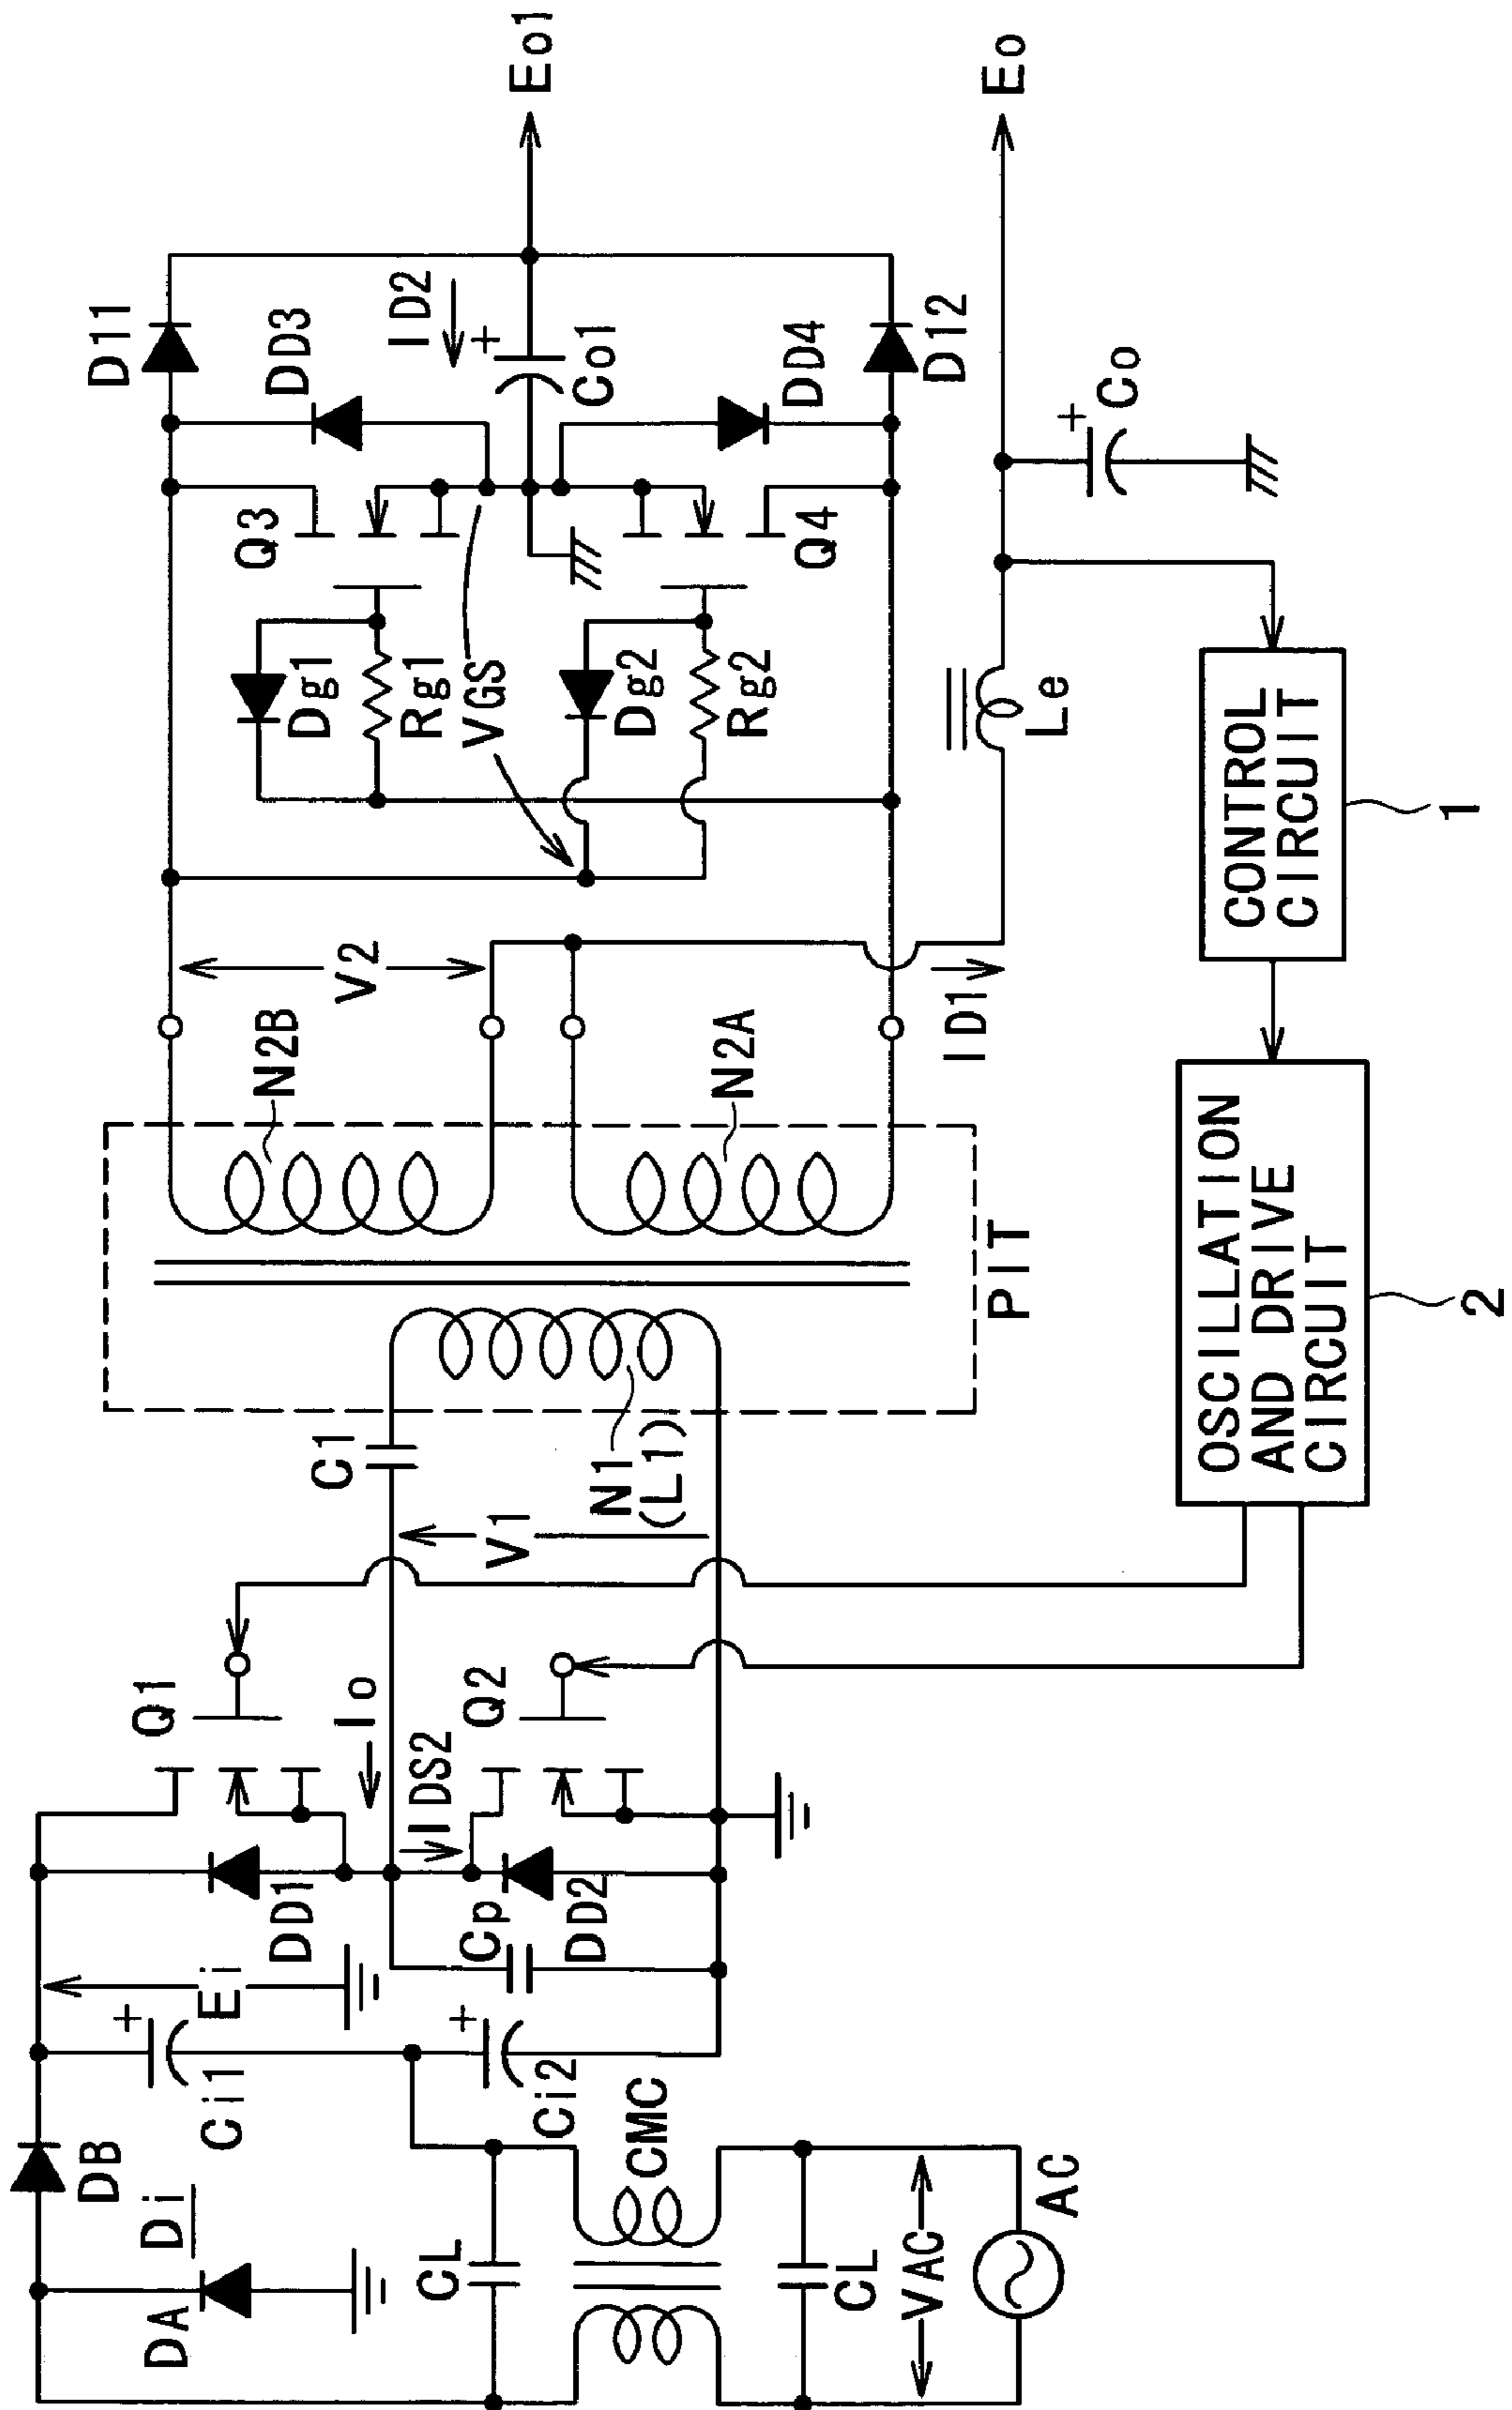 AC
VAC
CL
CMC
CL
DA
Di
DB
Ci1
+
Ci2
+
Ei
Cp
DD1
DD2
IDS2
Io
Q1
Q2
V1
C1
N1
(L1)
PIT
N2B
N2A
V2
ID1
VGS
Dg1
Rg1
Dg2
Rg2
Q3
Q4
DD3
DD4
D11
D12
ID2
+
Co1
Eo1
Le
+
Co
Eo
CONTROL
CIRCUIT
1
OSCILLATION
AND DRIVE
CIRCUIT
2